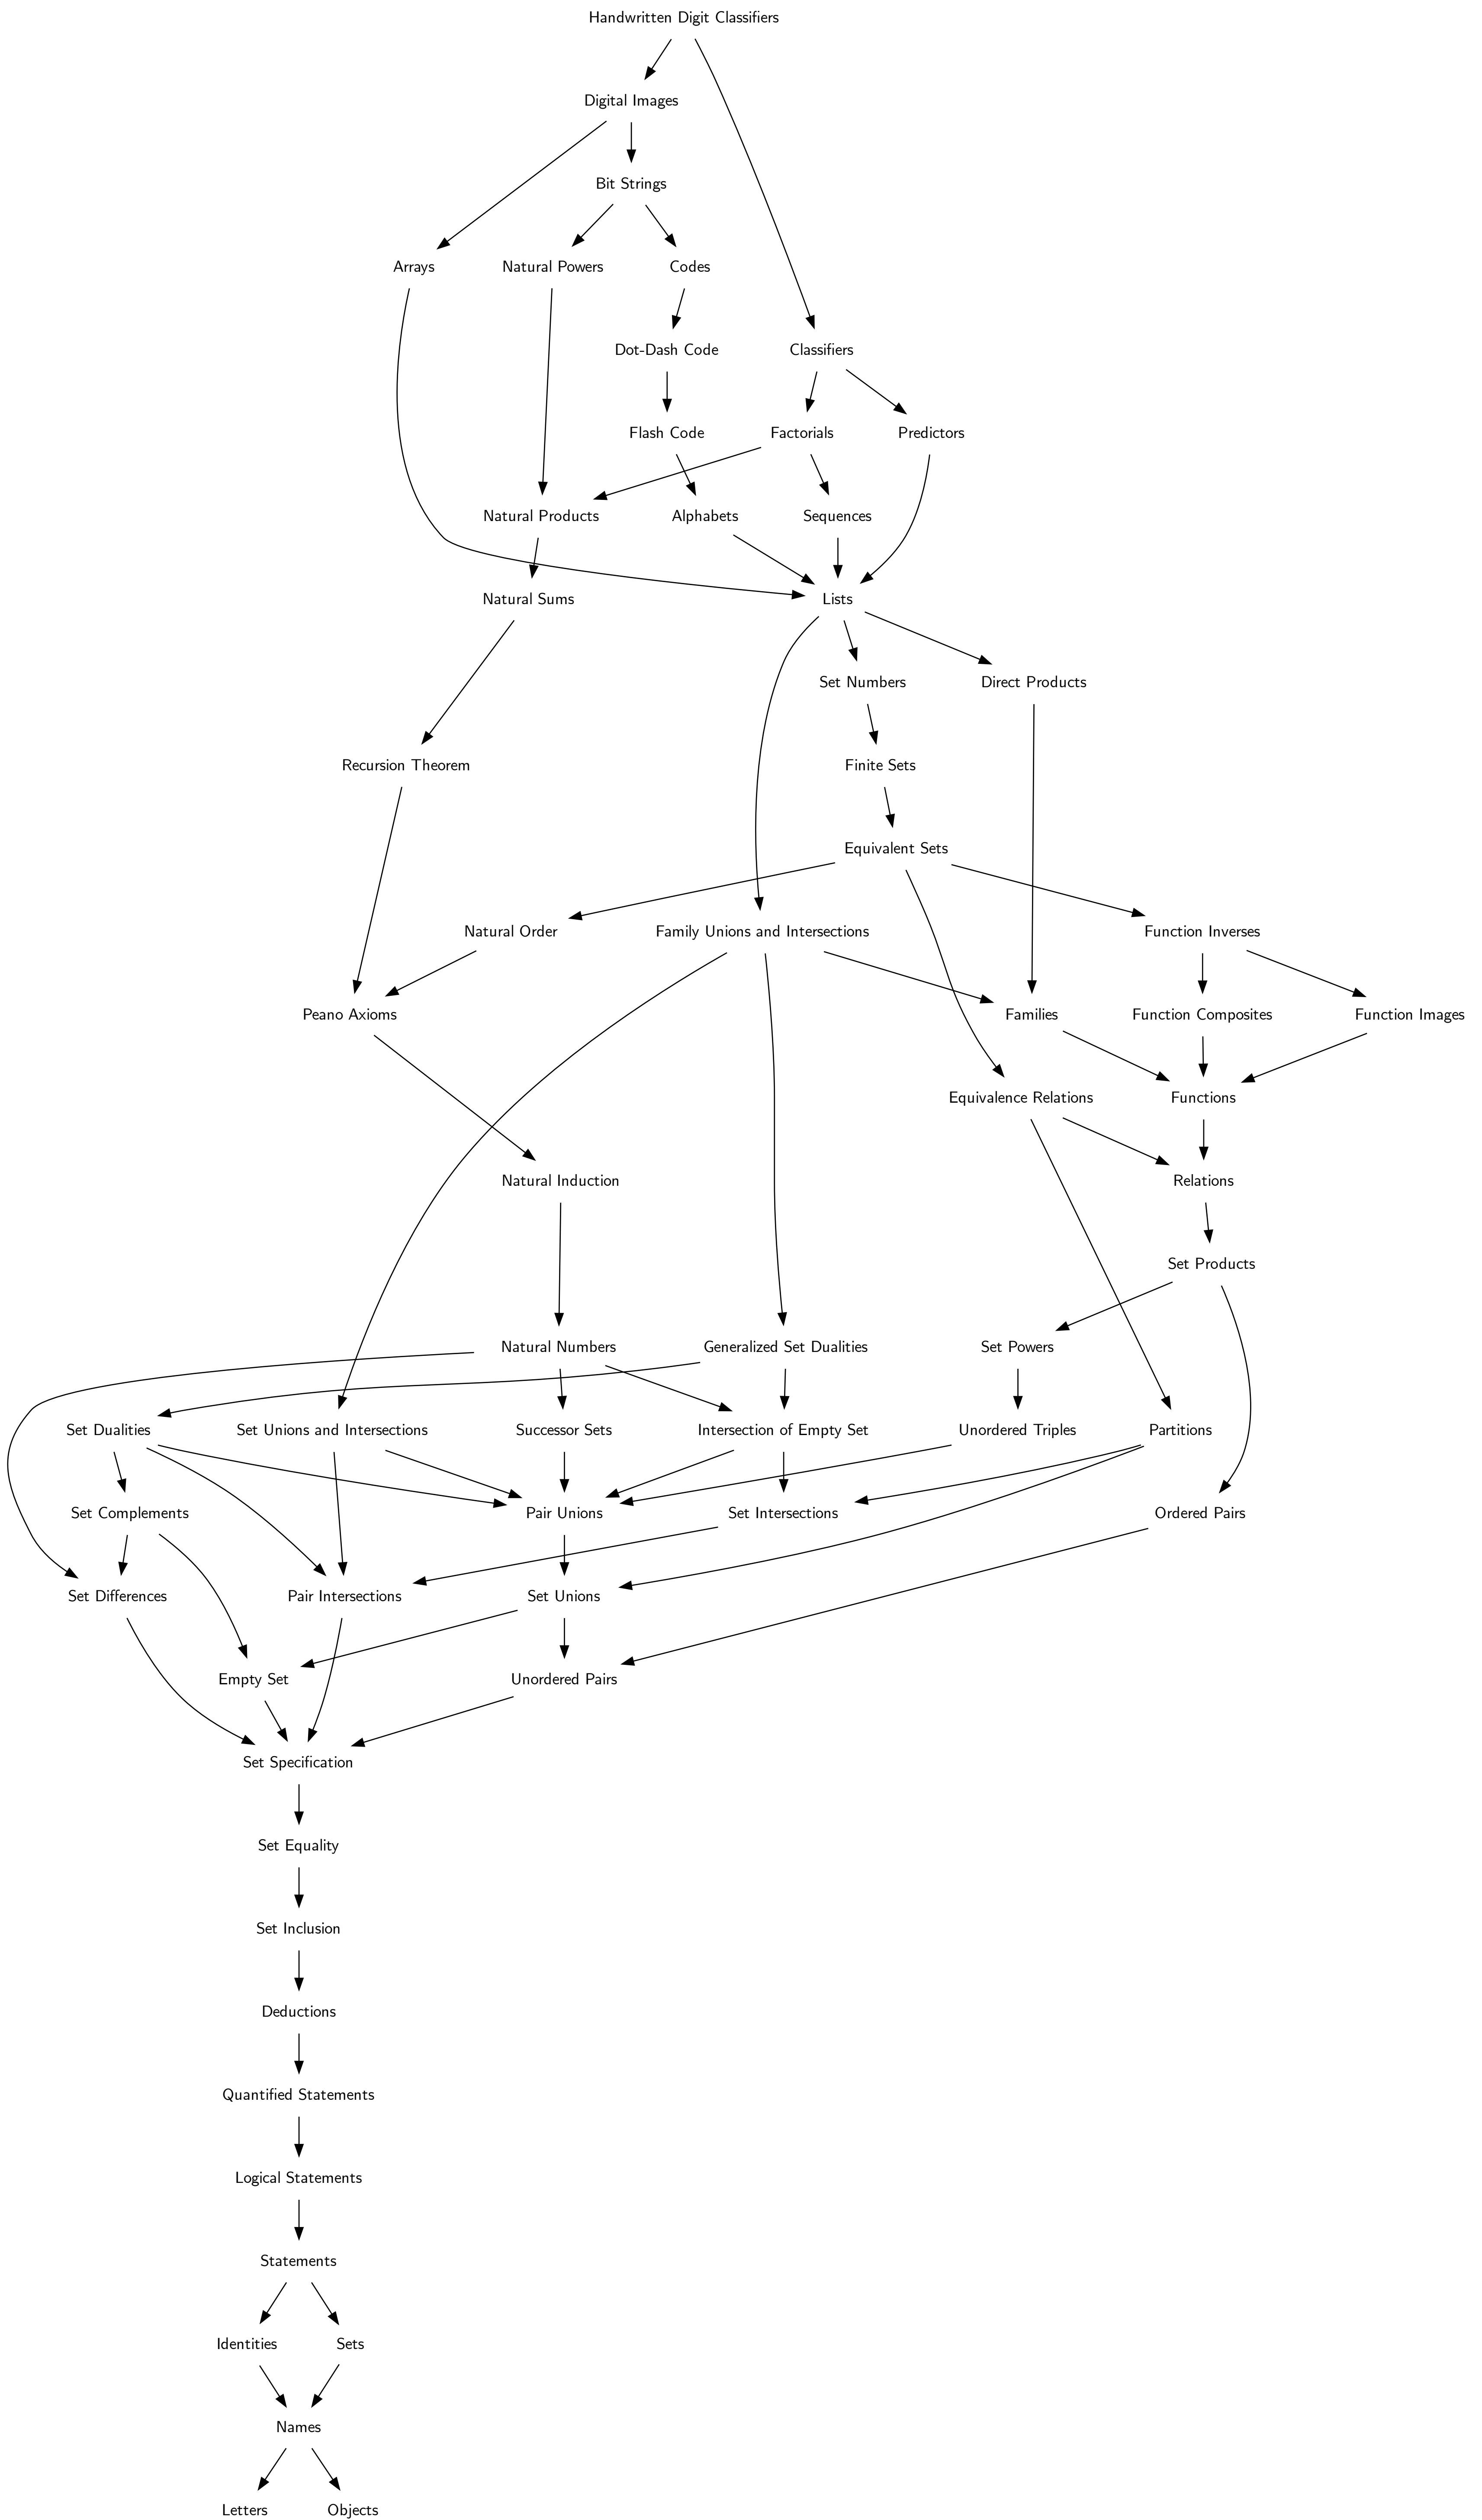 Handwritten Digit Classifiers
Digital Images
Bit Strings
Arrays
Natural Powers
Codes
Dot-Dash Code
Classifiers
Flash Code
Factorials
Predictors
Natural Products
Alphabets
Sequences
Natural Sums
Lists
Set Numbers
Direct Products
Recursion Theorem
Finite Sets
Equivalent Sets
Natural Order
Family Unions and Intersections
Function Inverses
Peano Axioms
Families
Function Composites
Function Images
Equivalence Relations
Functions
Natural Induction
Relations
Set Products
Natural Numbers
Generalized Set Dualities
Set Powers
Set Dualities
Set Unions and Intersections
Successor Sets
Intersection of Empty Set
Unordered Triples
Partitions
Set Complements
Pair Unions
Set Intersections
Ordered Pairs
Set Differences
Pair Intersections
Set Unions
Empty Set
Unordered Pairs
Set Specification
Set Equality
Set Inclusion
Deductions
Quantified Statements
Logical Statements
Statements
Identities
Sets
Names
Letters
Objects